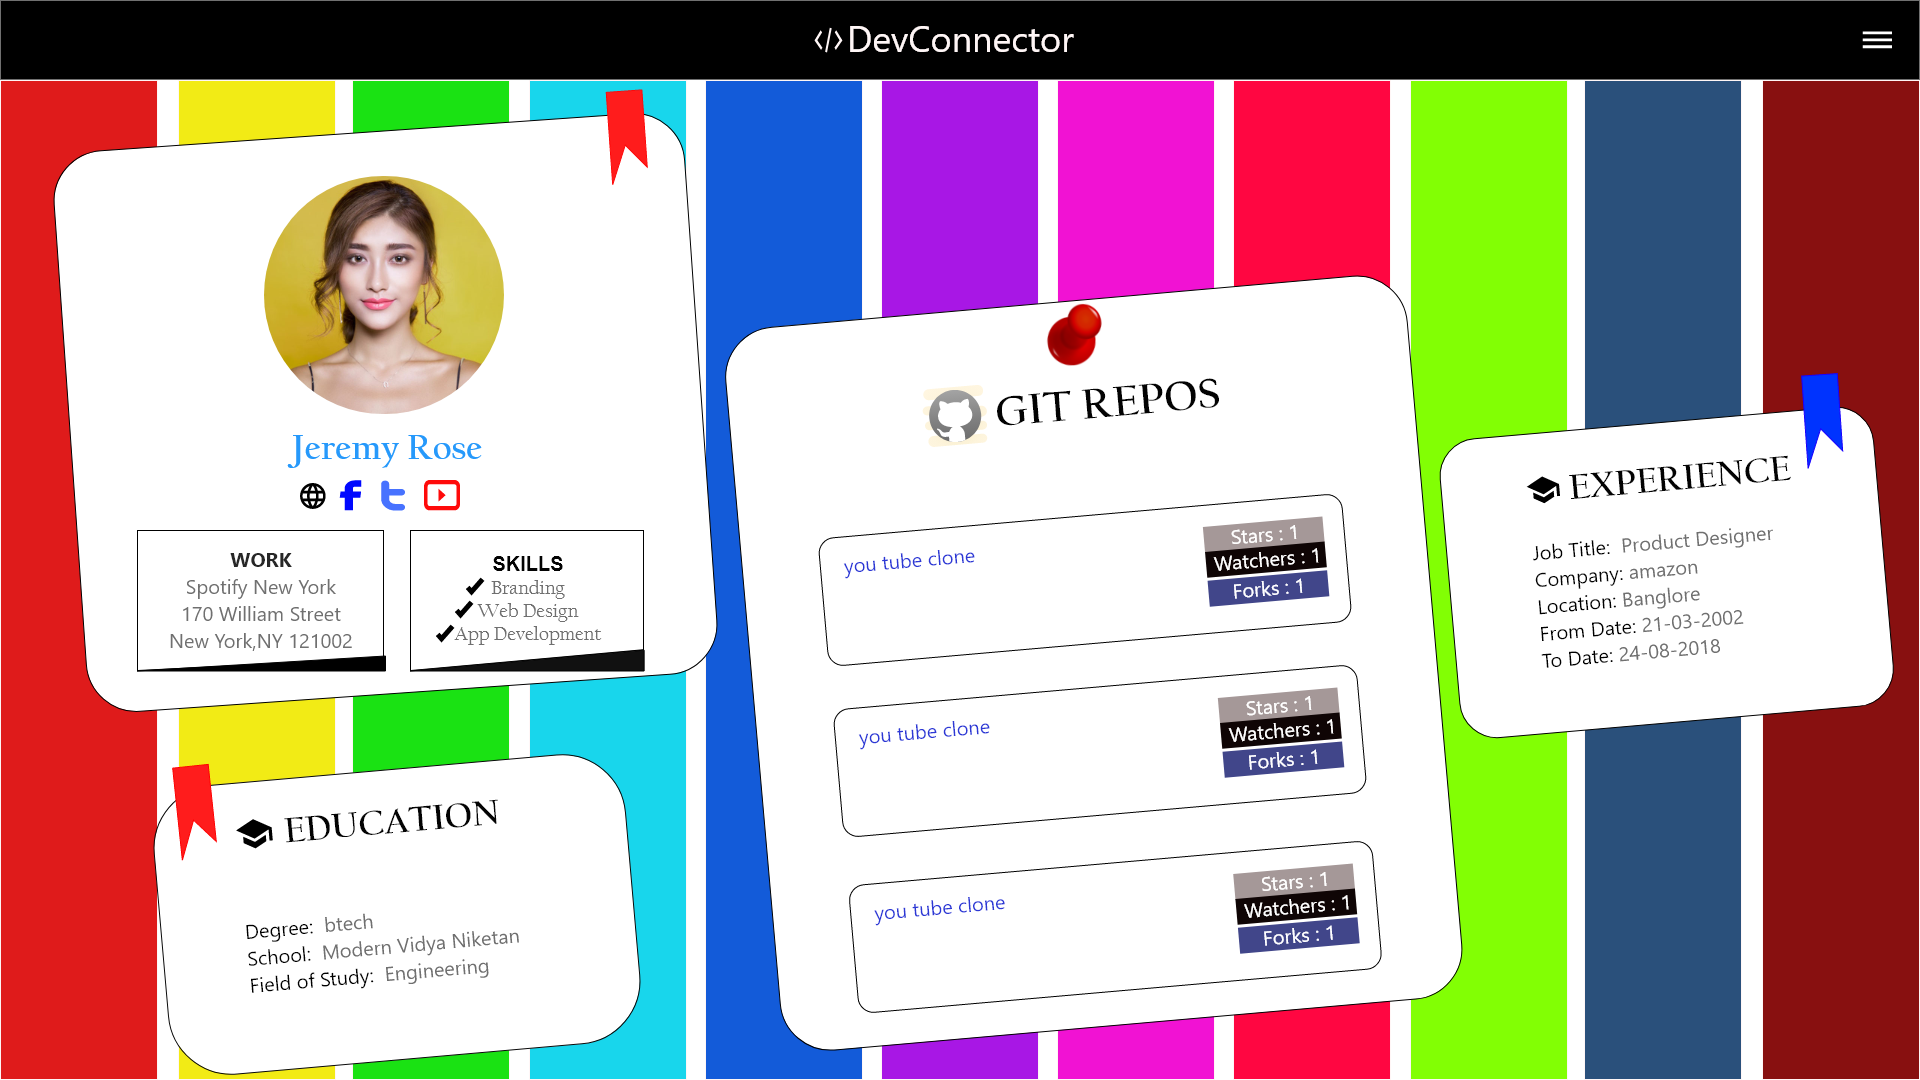 </>DevConnector
Jeremy Rose
WORK
Spotify New York
170 William Street
New York,NY 121002
SKILLS
Branding
Web Design
App Development
EDUCATION
Degree: btech
School: Modern Vidya Niketan
Field of Study: Engineering
GIT REPOS
you tube clone
Stars : 1
Watchers : 1
Forks : 1
you tube clone
Stars : 1
Watchers : 1
Forks : 1
you tube clone
Stars : 1
Watchers : 1
Forks : 1
EXPERIENCE
Job Title: Product Designer
Company: amazon
Location: Banglore
From Date: 21-03-2002
To Date: 24-08-2018